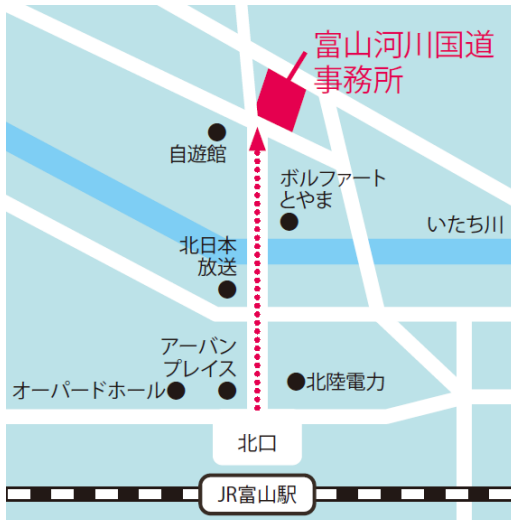 富山河川国道
事務所
自遊館
ボルファート
とやま
いたち川
北日本
放送
アーバン
プレイス
オーパードホール
北陸電力
北口
JR富山駅